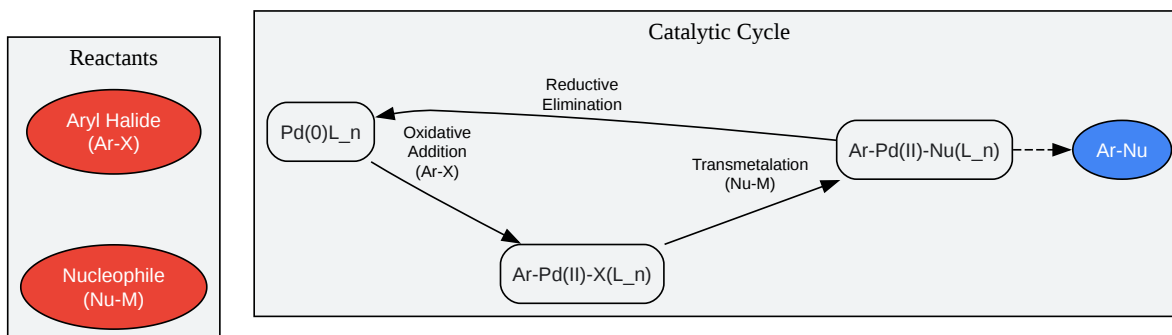 Reactants
Aryl Halide
(Ar-X)
Nucleophile
(Nu-M)
Catalytic Cycle
Reductive
Elimination
Pd(0)L_n
Oxidative
Addition
(Ar-X)
Transmetalation
(Nu-M)
Ar-Pd(II)-Nu(L_n)
Ar-Nu
Ar-Pd(II)-X(L_n)